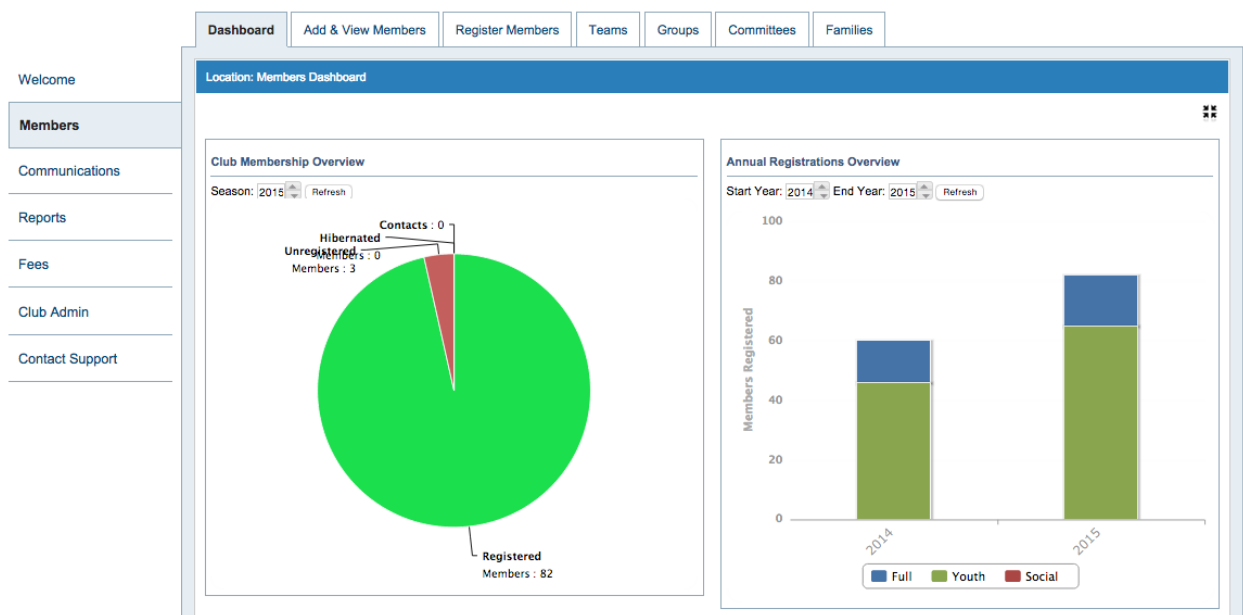 Dashboard
Add & View Members
Register Members
Teams
Groups
Committees
Families
Welcome
Members
Communications
Reports
Fees
Club Admin
Contact Support
Location: Members Dashboard
Club Membership Overview
Season: 2015 Refresh
Contacts : 0
Hibernated
Members : 0
Unregistered
Members : 3
Registered
Members : 82
Annual Registrations Overview
Start Year: 2014 End Year: 2015 Refresh
Members Registered
100
80
60
40
20
0
2014
2015
Full Youth Social